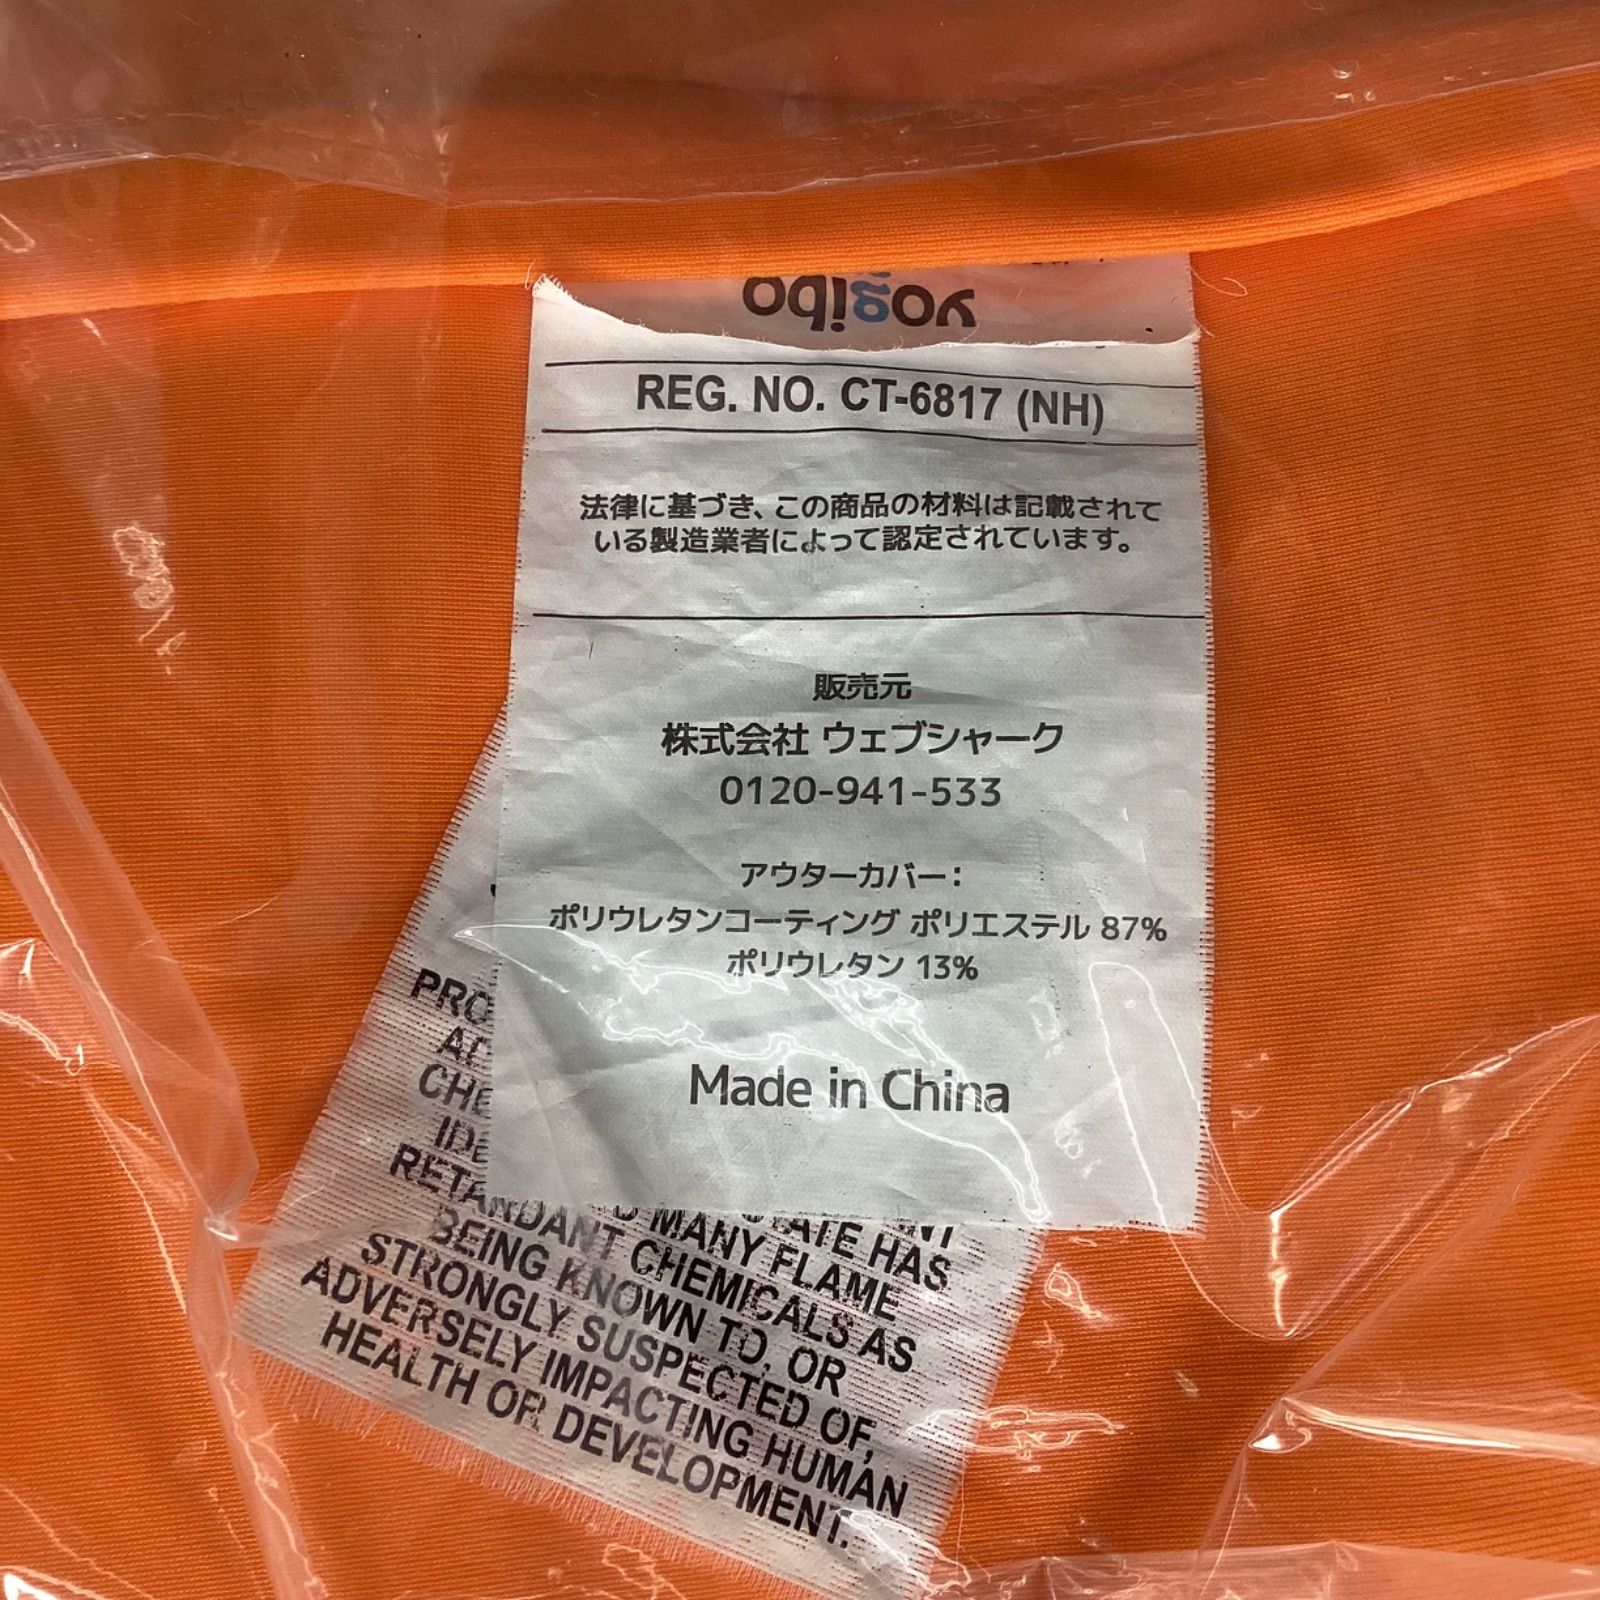 yogibo
REG. NO. CT-6817 (NH)
法律に基づき、この商品の材料は記載されて
いる製造業者によって認定されています。
販売元
株式会社 ウェブシャーク
0120-941-533
アウターカバー：
ポリウレタンコーティング ポリエステル 87%
ポリウレタン 13%
Made in China
STATE HAS
MANY FLAME
RETARDANT CHEMICALS AS
BEING KNOWN TO, OR
STRONGLY SUSPECTED OF,
ADVERSELY IMPACTING HUMAN
HEALTH OR DEVELOPMENT.